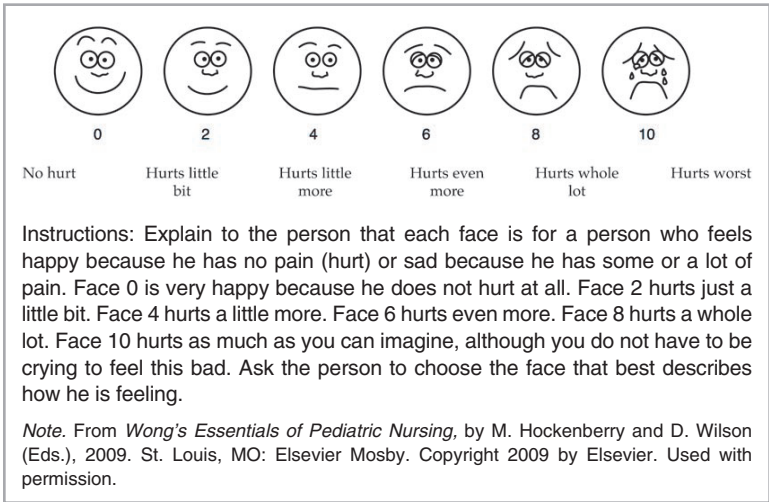 0 2 4 6 8 10
No hurt Hurts little Hurts little Hurts even Hurts whole Hurts worst
bit more more lot
Instructions: Explain to the person that each face is for a person who feels
happy because he has no pain (hurt) or sad because he has some or a lot of
pain. Face 0 is very happy because he does not hurt at all. Face 2 hurts just a
little bit. Face 4 hurts a little more. Face 6 hurts even more. Face 8 hurts a whole
lot. Face 10 hurts as much as you can imagine, although you do not have to be
crying to feel this bad. Ask the person to choose the face that best describes
how he is feeling.
Note. From Wong's Essentials of Pediatric Nursing, by M. Hockenberry and D. Wilson
(Eds.), 2009. St. Louis, MO: Elsevier Mosby. Copyright 2009 by Elsevier. Used with
permission.